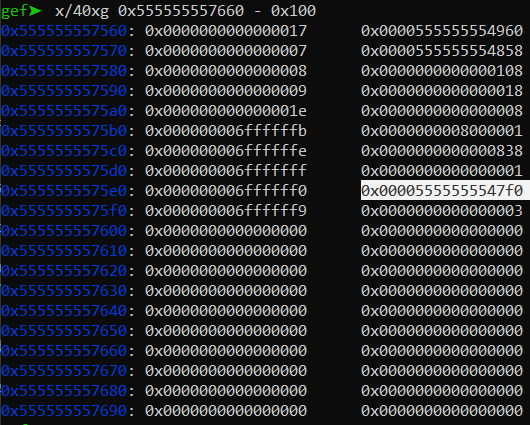 gef➤  x/40xg 0x555555557660 - 0x100
0x555555557560: 0x0000000000000017 0x0000555555554960
0x555555557570: 0x0000000000000007 0x0000555555554858
0x555555557580: 0x0000000000000008 0x0000000000000108
0x555555557590: 0x0000000000000009 0x0000000000000018
0x5555555575a0: 0x000000000000001e 0x0000000000000008
0x5555555575b0: 0x000000006ffffffb 0x0000000008000001
0x5555555575c0: 0x000000006ffffffe 0x0000000000000838
0x5555555575d0: 0x000000006fffffff 0x0000000000000001
0x5555555575e0: 0x000000006ffffff0 0x00005555555547f0
0x5555555575f0: 0x000000006ffffff9 0x0000000000000003
0x555555557600: 0x0000000000000000 0x0000000000000000
0x555555557610: 0x0000000000000000 0x0000000000000000
0x555555557620: 0x0000000000000000 0x0000000000000000
0x555555557630: 0x0000000000000000 0x0000000000000000
0x555555557640: 0x0000000000000000 0x0000000000000000
0x555555557650: 0x0000000000000000 0x0000000000000000
0x555555557660: 0x0000000000000000 0x0000000000000000
0x555555557670: 0x0000000000000000 0x0000000000000000
0x555555557680: 0x0000000000000000 0x0000000000000000
0x555555557690: 0x0000000000000000 0x0000000000000000